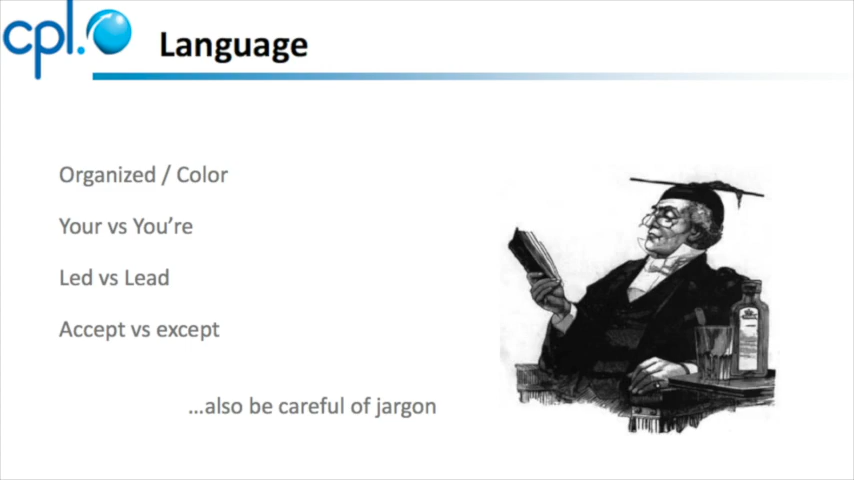 cpl.
Language
Organized / Color
Your vs You're
Led vs Lead
Accept vs except
...also be careful of jargon